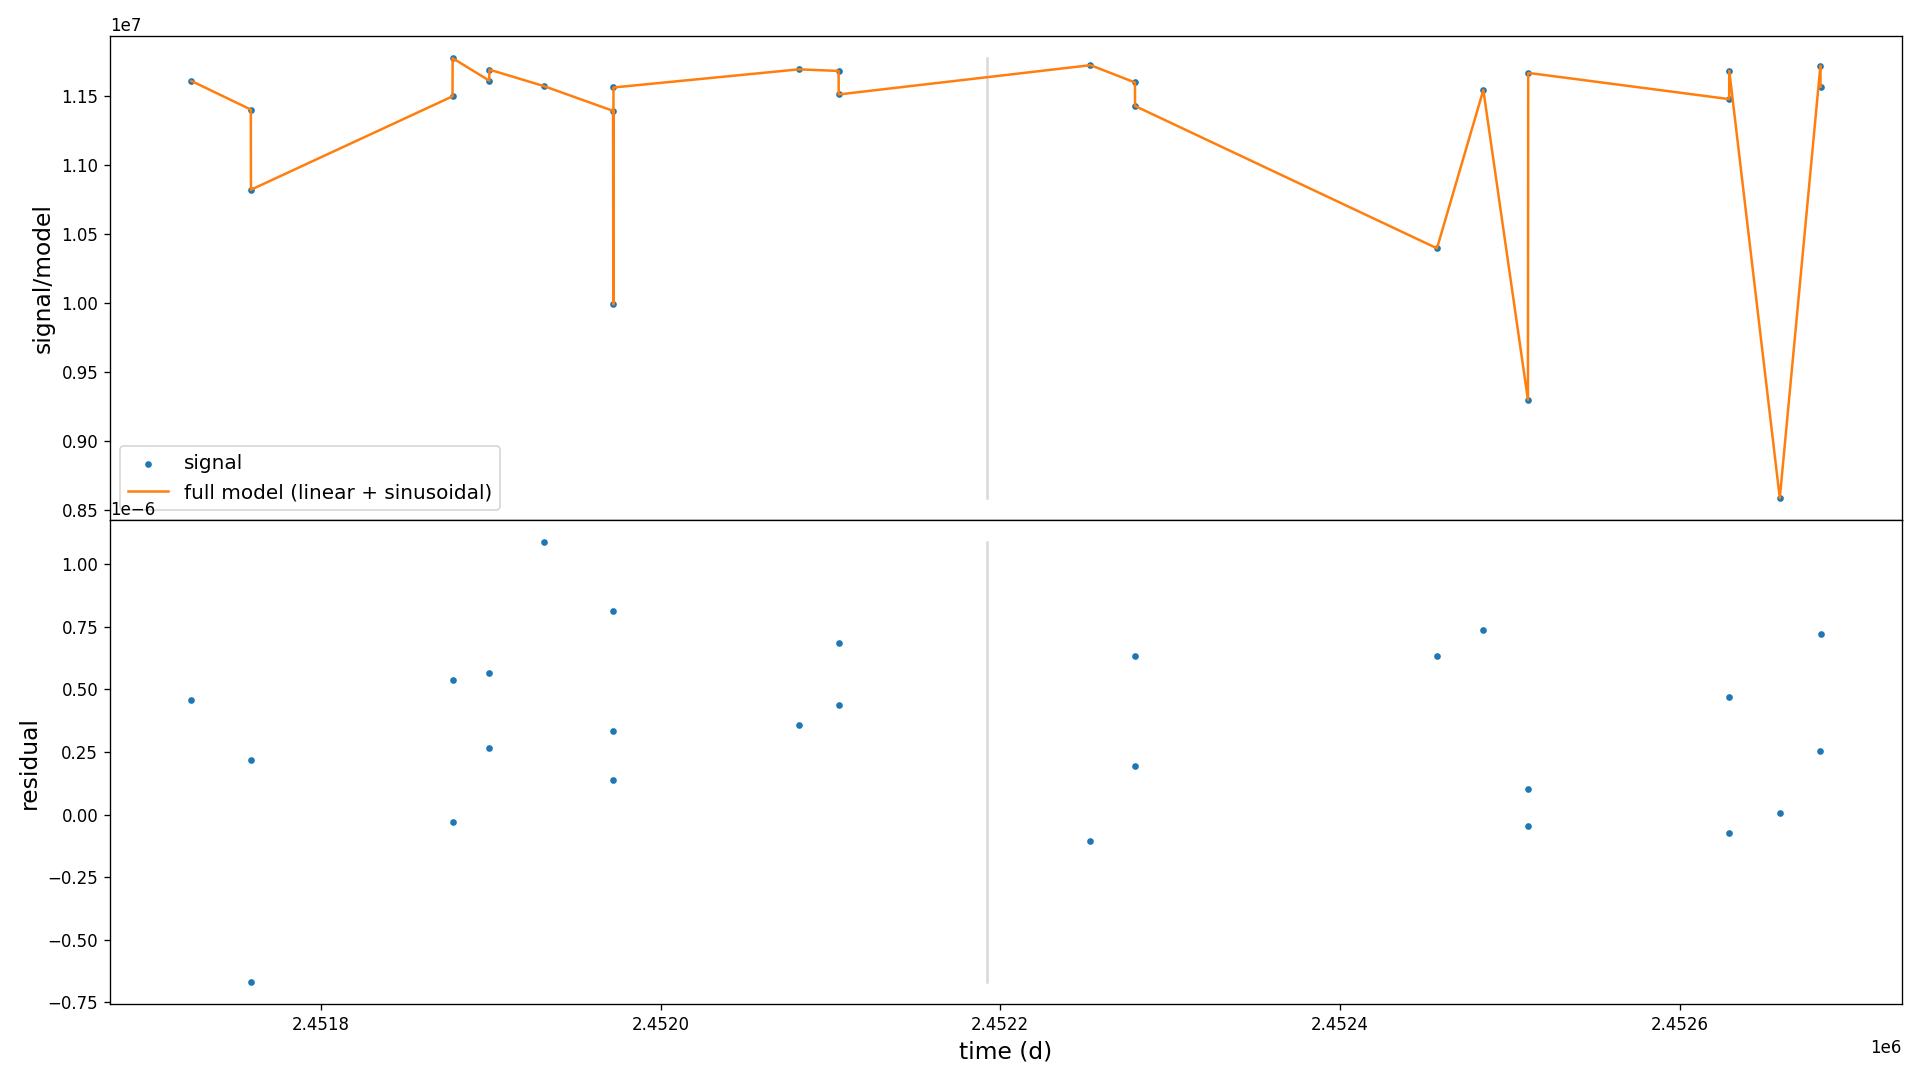 1e7
1.15
1.10
1.05
1.00
0.95
0.90
0.85
signal/model
signal
full model (linear + sinusoidal)
1e−6
1.00
0.75
0.50
0.25
0.00
−0.25
−0.50
−0.75
residual
2.4518 2.4520 2.4522 2.4524 2.4526
1e6
time (d)